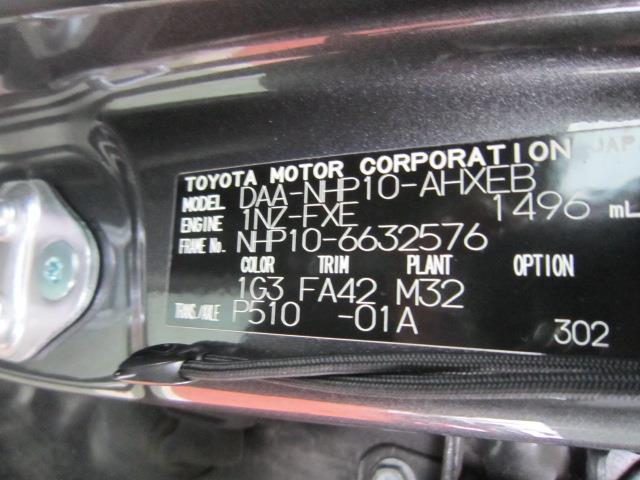 TOYOTA MOTOR CORPORATION JAPAN
MODEL DAA-NHP10-AHXEB
ENGINE 1NZ-FXE 1496 mL
FRAME No. NHP10-6632576
COLOR TRIM PLANT OPTION
1G3 FA42 M32
TRANS./AXLE P510 -01A 302